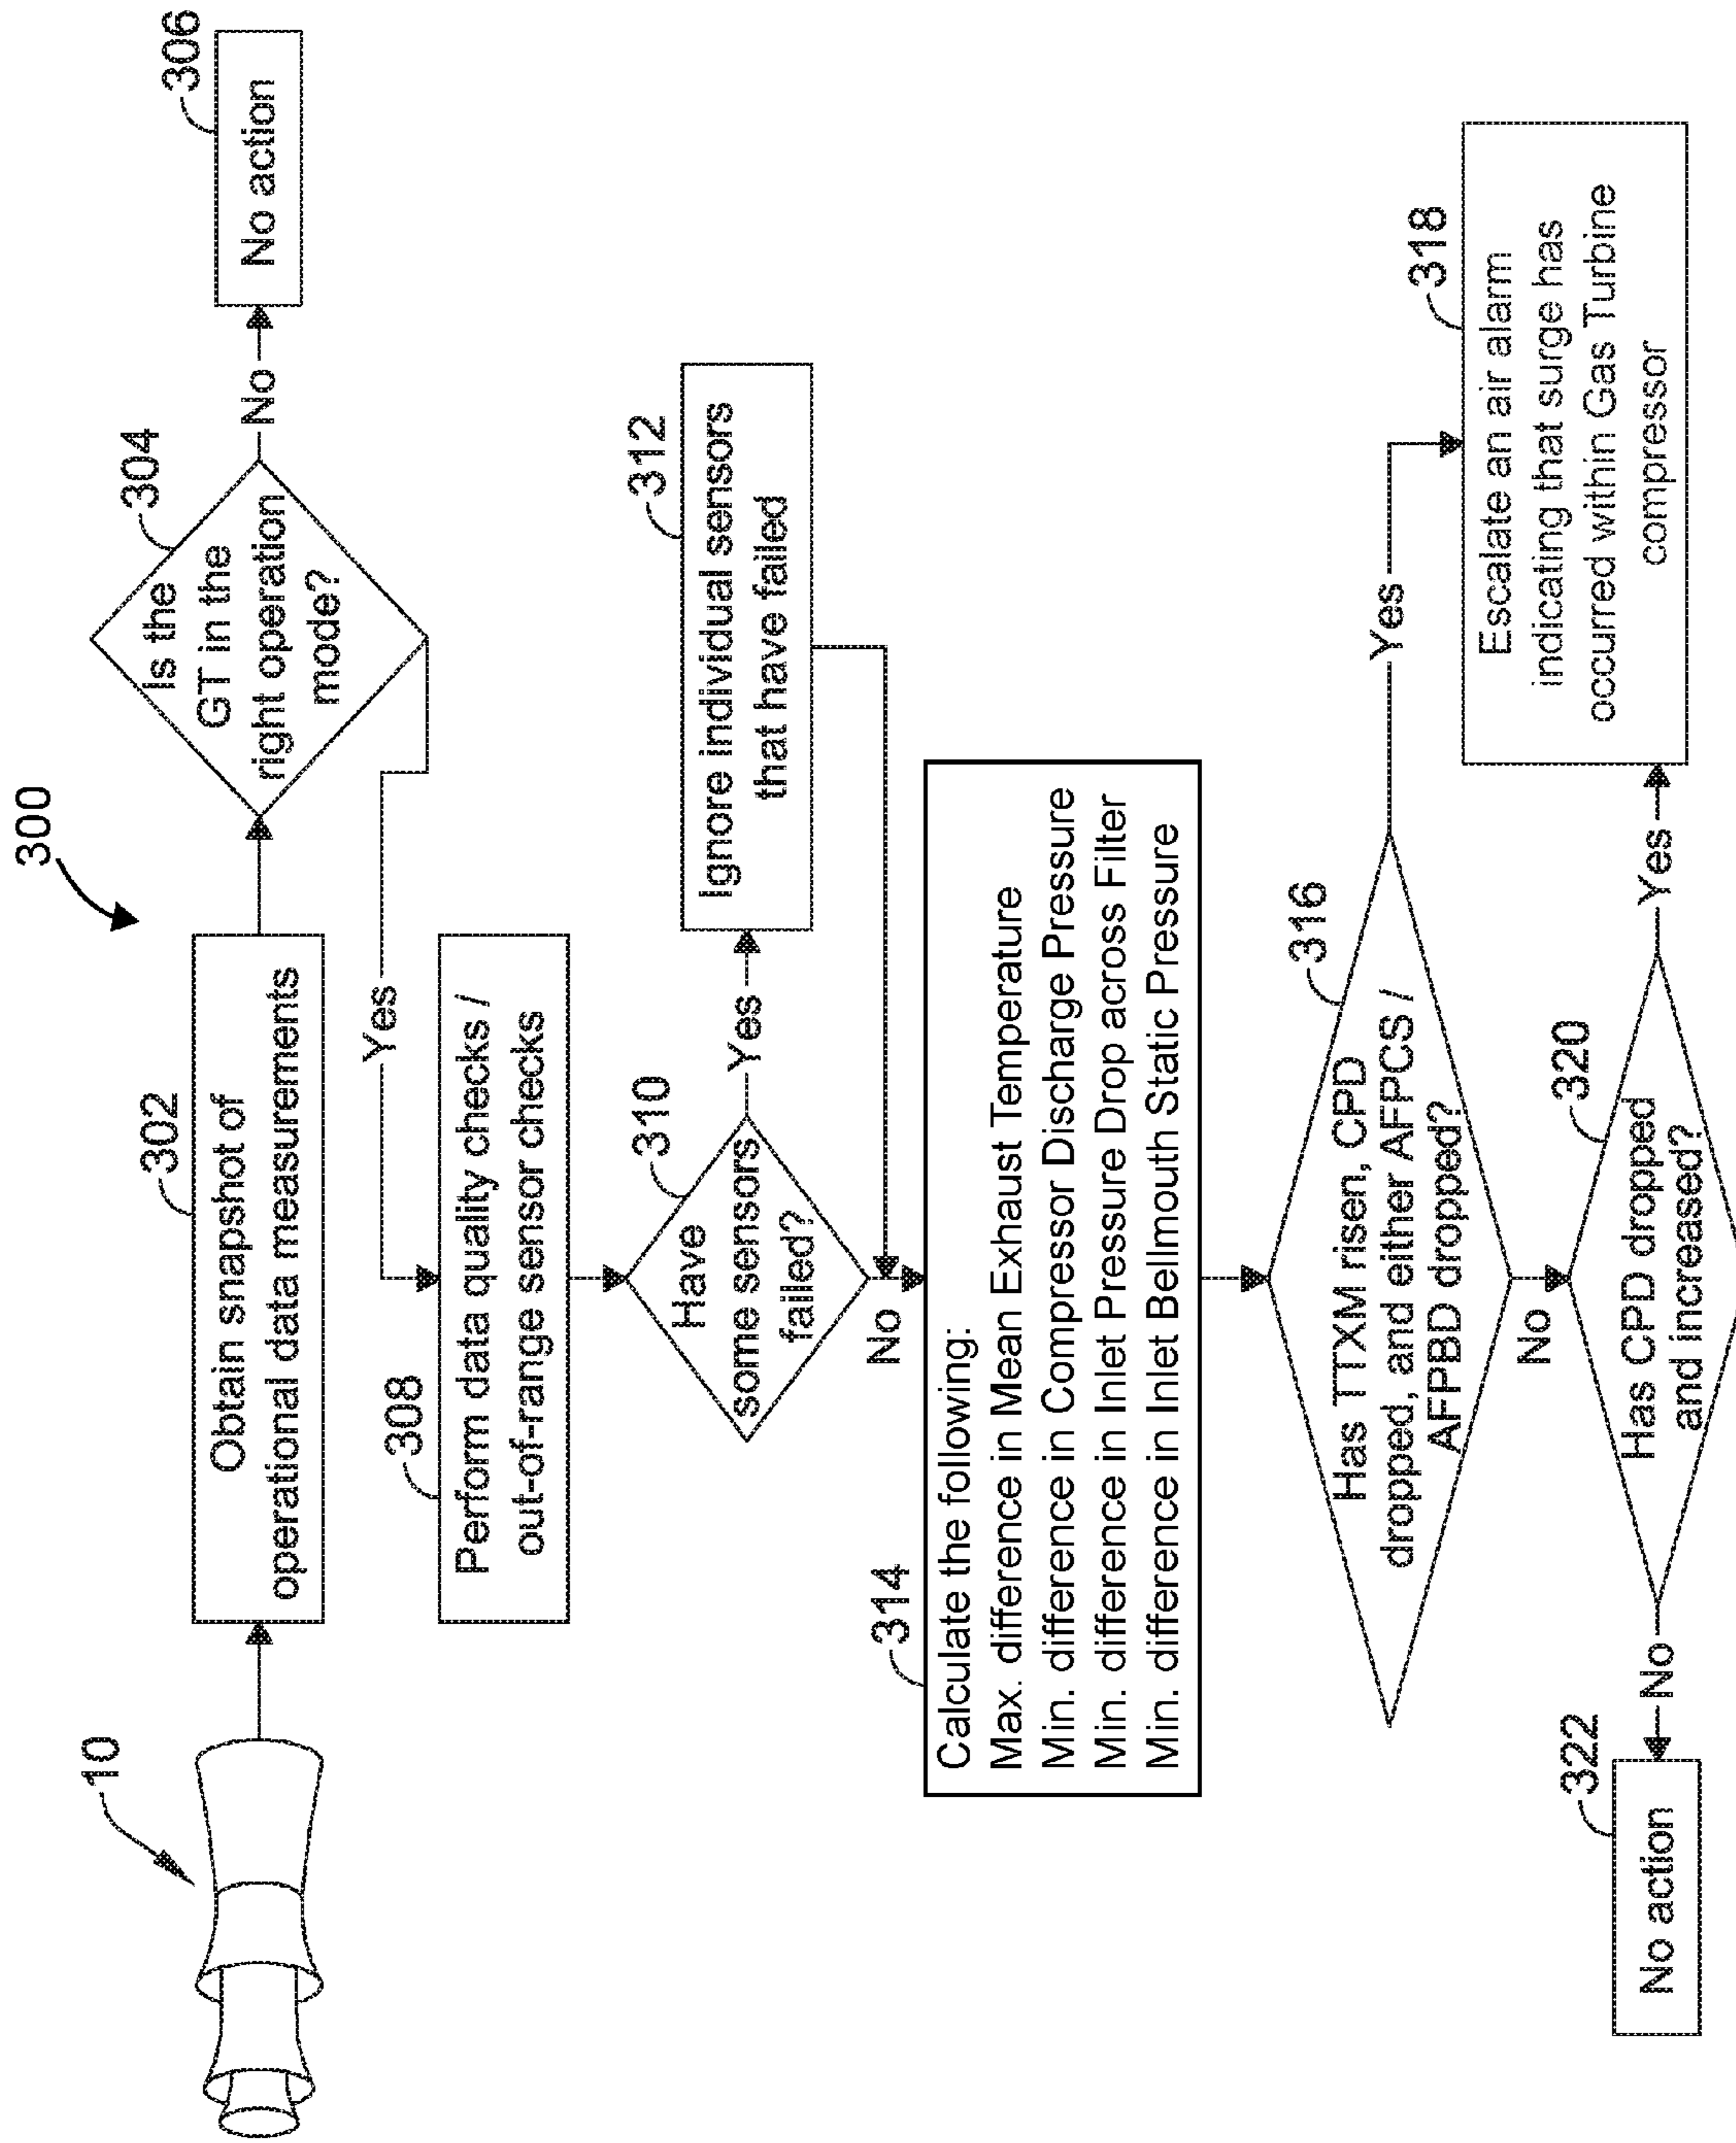 300
10
302
Obtain snapshot of
operational data measurements
304
Is the
GT in the
right operation
mode?
No
306
No action
Yes
308
Perform data quality checks /
out-of-range sensor checks
310
Have
some sensors
failed?
Yes
312
Ignore individual sensors
that have failed
No
314
Calculate the following:
Max. difference in Mean Exhaust Temperature
Min. difference in Compressor Discharge Pressure
Min. difference in Inlet Pressure Drop across Filter
Min. difference in Inlet Bellmouth Static Pressure
316
Has TTXM risen, CPD
dropped, and either AFPCS /
AFPBD dropped?
Yes
318
Escalate an air alarm
indicating that surge has
occurred within Gas Turbine
compressor
No
320
Has CPD dropped
and increased?
Yes
No
322
No action